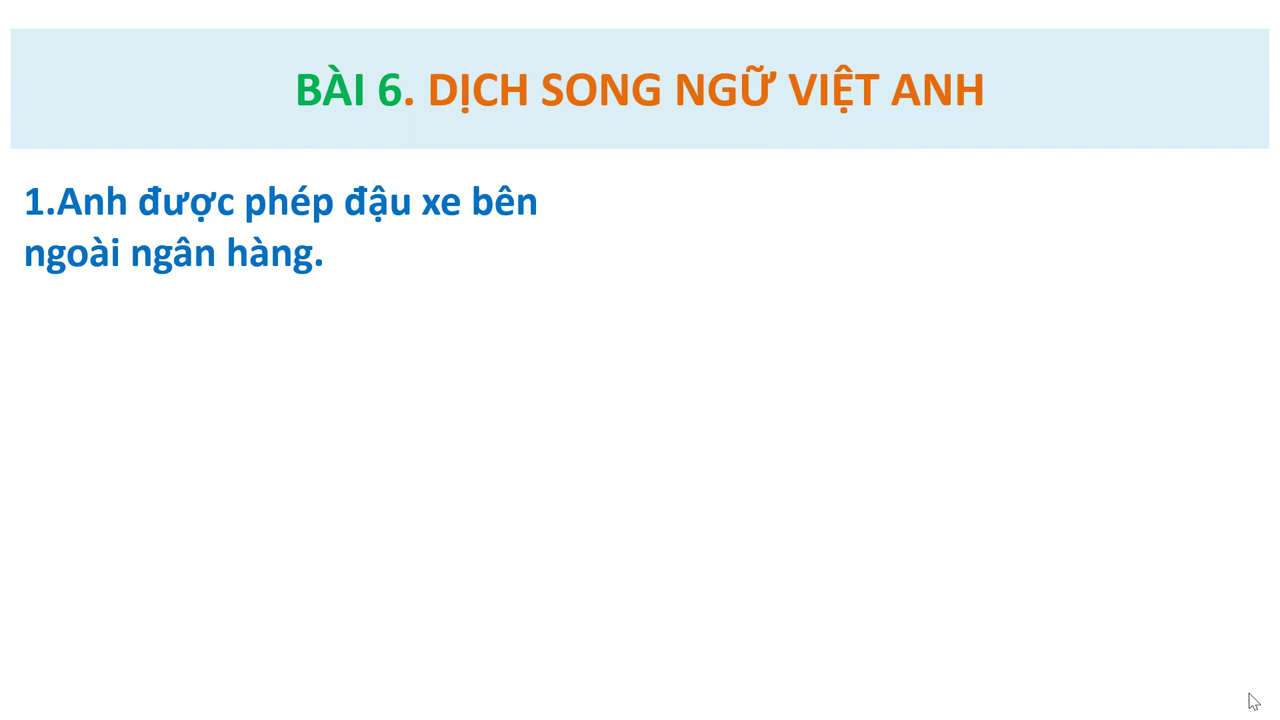 BÀI 6. DỊCH SONG NGỮ VIỆT ANH
1.Anh được phép đậu xe bên
ngoài ngân hàng.